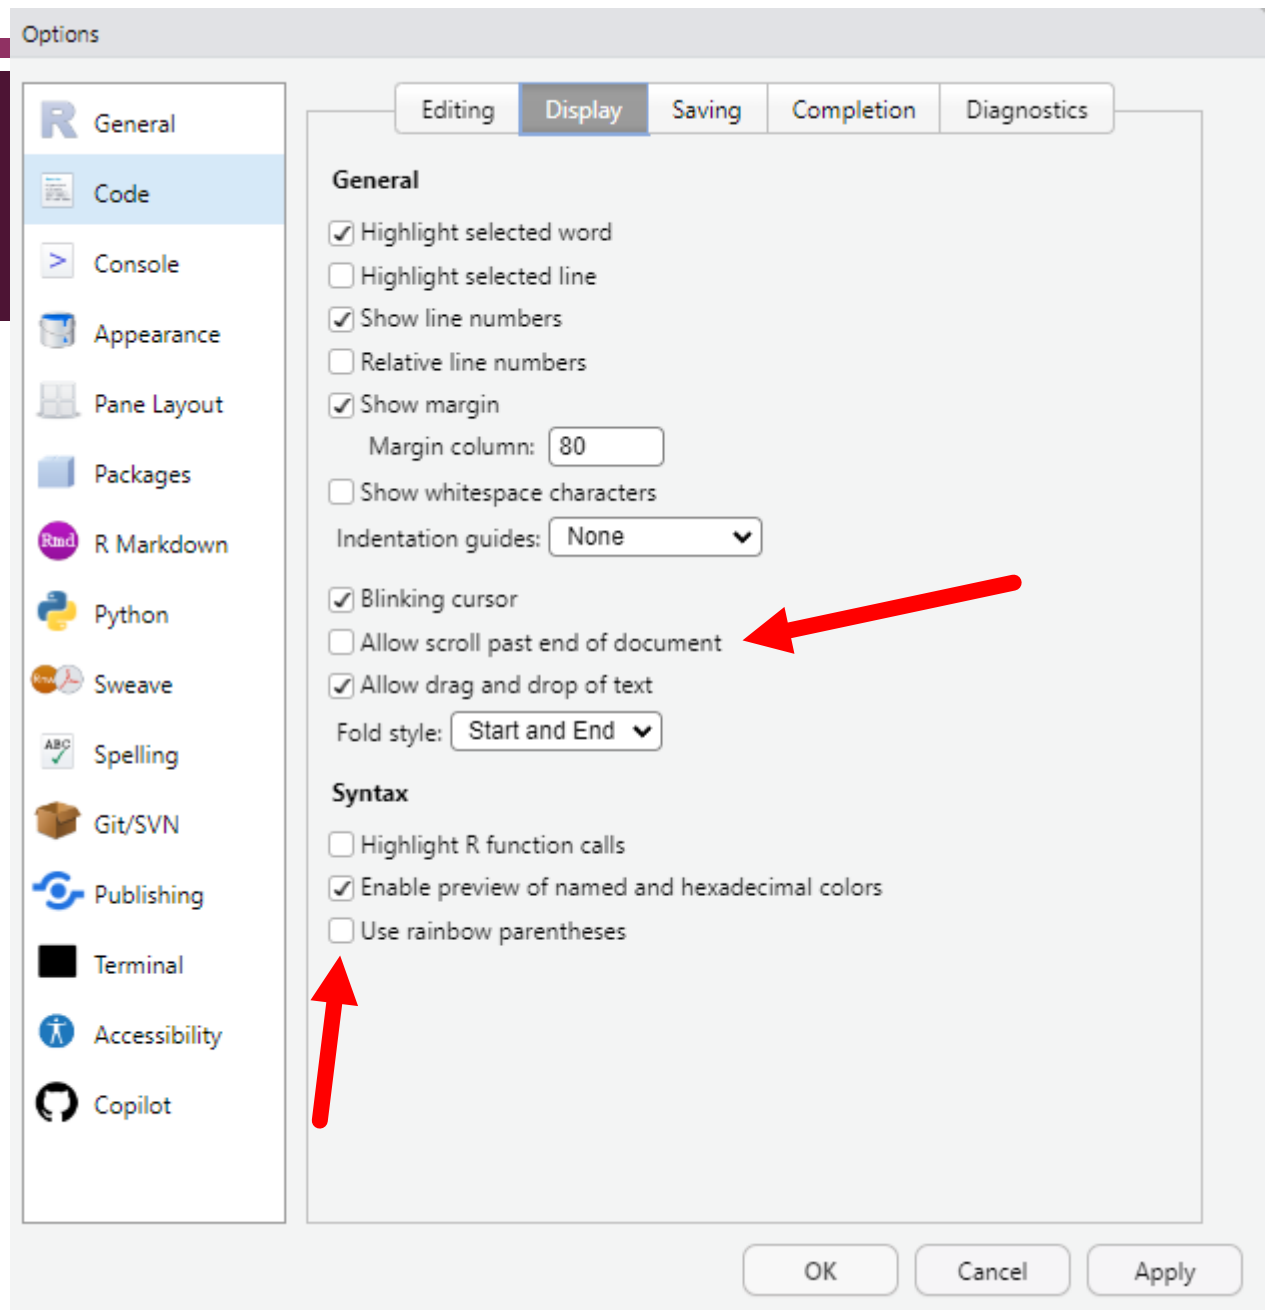 Options
General
Code
Console
Appearance
Pane Layout
Packages
Rmd R Markdown
Python
Rnw Sweave
ABC Spelling
Git/SVN
Publishing
Terminal
Accessibility
Copilot
Editing Display Saving Completion Diagnostics
General
Highlight selected word
Highlight selected line
Show line numbers
Relative line numbers
Show margin
Margin column: 80
Show whitespace characters
Indentation guides: None
Blinking cursor
Allow scroll past end of document
Allow drag and drop of text
Fold style: Start and End
Syntax
Highlight R function calls
Enable preview of named and hexadecimal colors
Use rainbow parentheses
OK Cancel Apply